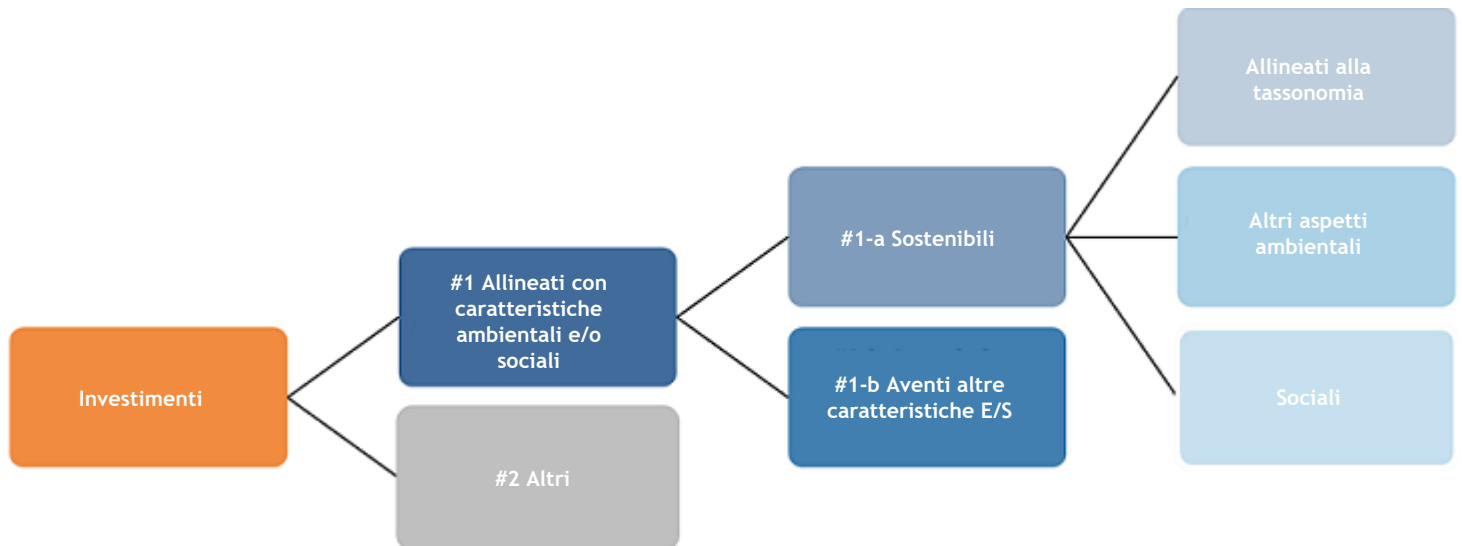 Investimenti
#1 Allineati con
caratteristiche
ambientali e/o
sociali
#2 Altri
#1-a Sostenibili
#1-b Aventi altre
caratteristiche E/S
Allineati alla
tassonomia
Altri aspetti
ambientali
Sociali